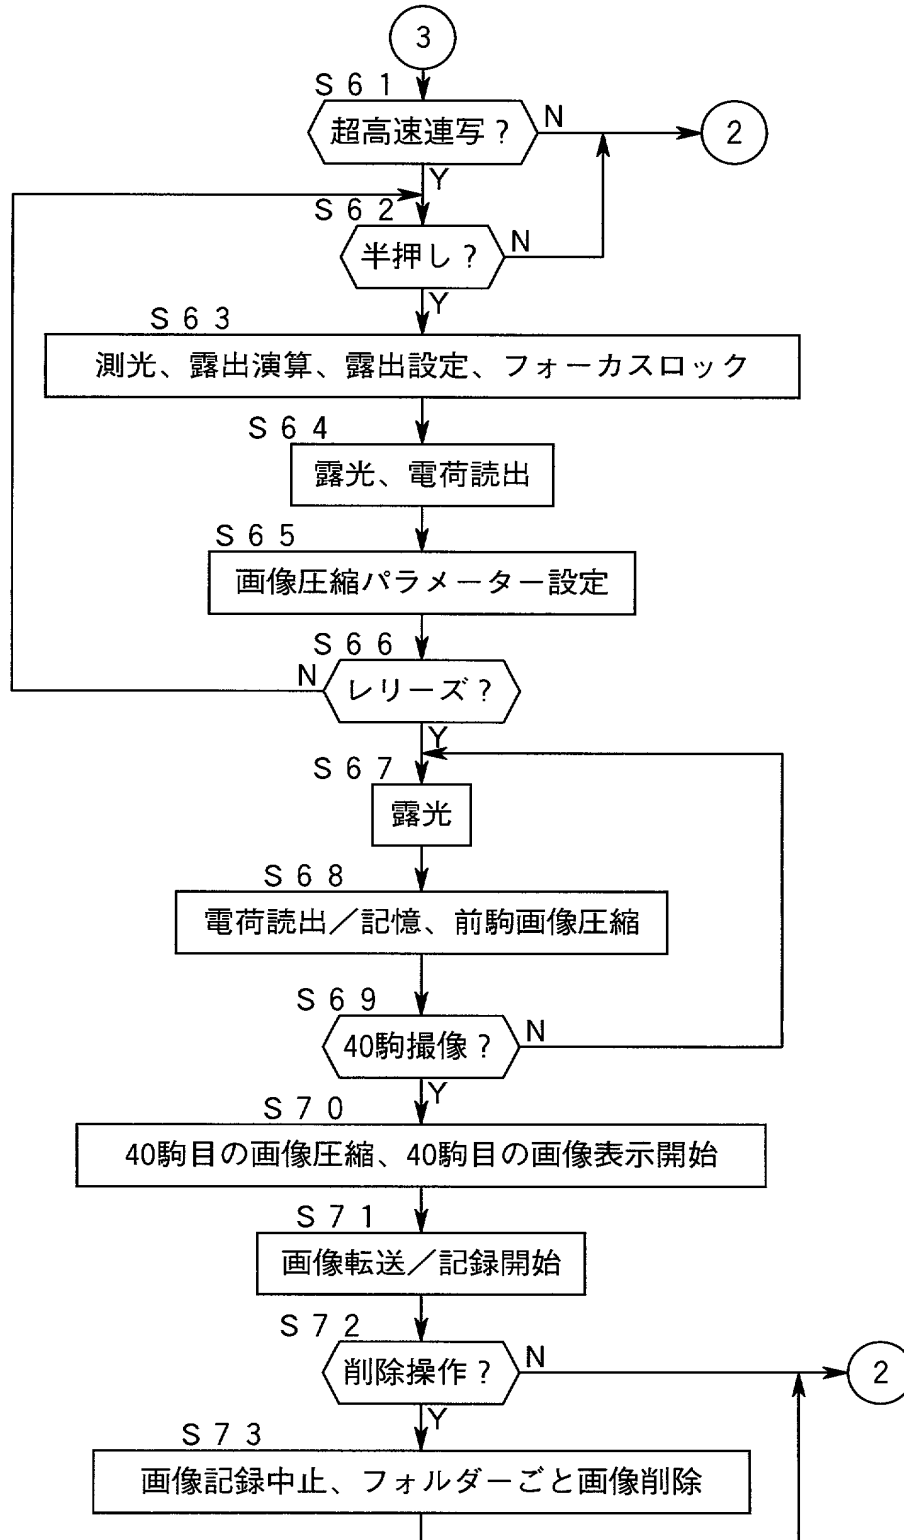 3
S61
超高速連写?
N
2
Y
S62
半押し?
N
Y
S63
測光、露出演算、露出設定、フォーカスロック
S64
露光、電荷読出
S65
画像圧縮パラメーター設定
S66
N
レリーズ?
Y
S67
露光
S68
電荷読出/記憶、前駒画像圧縮
S69
40駒撮像?
N
Y
S70
40駒目の画像圧縮、40駒目の画像表示開始
S71
画像転送/記録開始
S72
削除操作?
N
2
Y
S73
画像記録中止、フォルダーごと画像削除